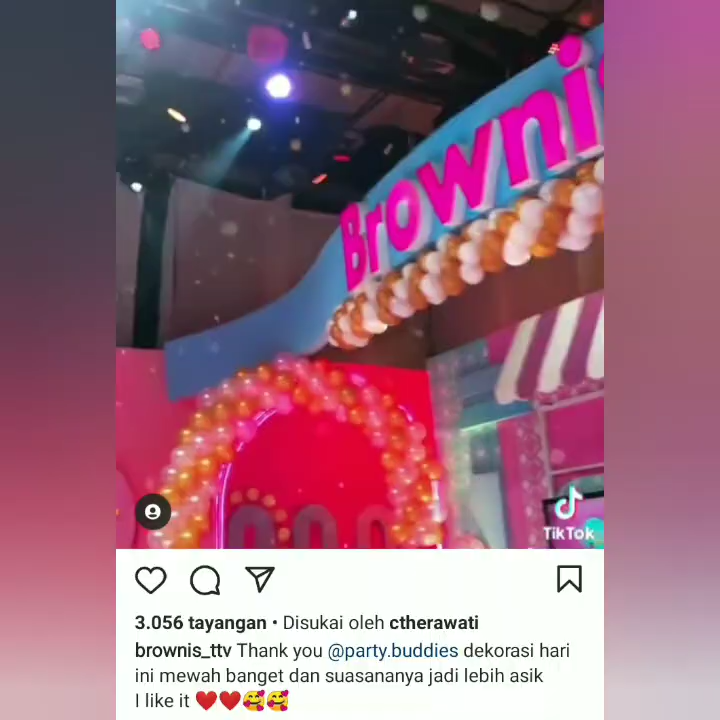 Browni
TikTok
3.056 tayangan • Disukai oleh ctherawati
brownis_ttv Thank you @party.buddies dekorasi hari
ini mewah banget dan suasananya jadi lebih asik
I like it ❤️❤️🥰🥰